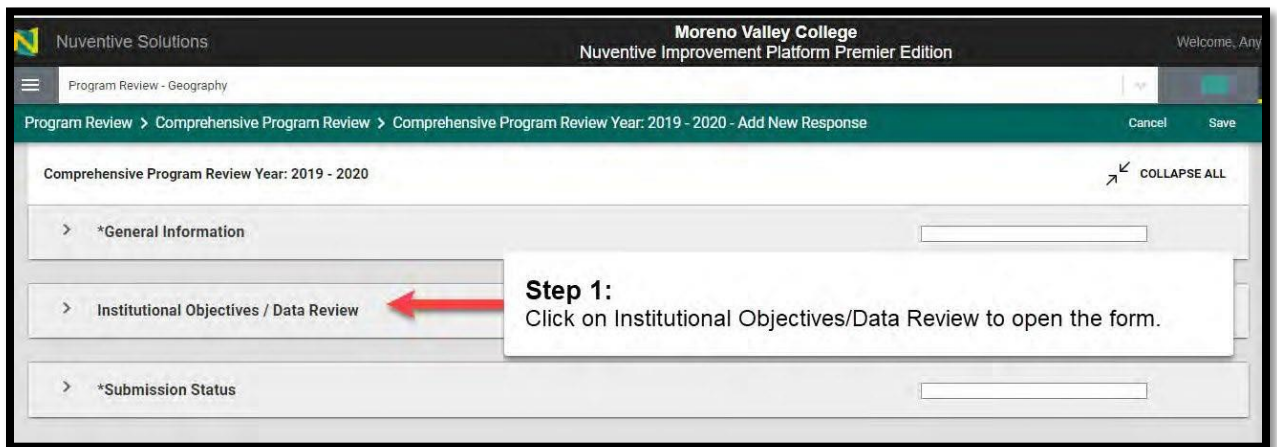 Nuventive Solutions
Moreno Valley College
Nuventive Improvement Platform Premier Edition
Welcome, Any
Program Review - Geography
Program Review > Comprehensive Program Review > Comprehensive Program Review Year: 2019 - 2020 - Add New Response
Cancel Save
Comprehensive Program Review Year: 2019 - 2020
COLLAPSE ALL
> *General Information
> Institutional Objectives / Data Review
Step 1:
Click on Institutional Objectives/Data Review to open the form.
> *Submission Status